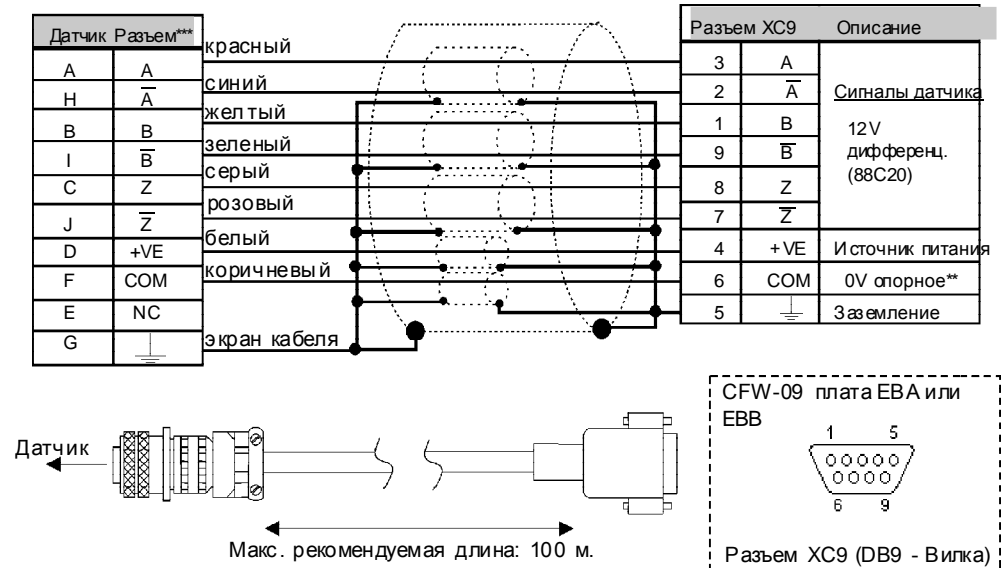 Датчик Разъем***
A A
H A̅
B B
I B̅
C Z
J Z̅
D +VE
F COM
E NC
G
красный
синий
желтый
зеленый
серый
розовый
белый
коричневый
экран кабеля
Разъем XC9 Описание
3 A
2 A̅
1 B
9 B̅
8 Z
7 Z̅
Сигналы датчика
12V
дифференц.
(88C20)
4 +VE Источник питания
6 COM 0V опорное**
5 Заземление
Датчик
Макс. рекомендуемая длина: 100 м.
CFW-09 плата EBA или
EBB
1 5
6 9
Разъем XC9 (DB9 - Вилка)